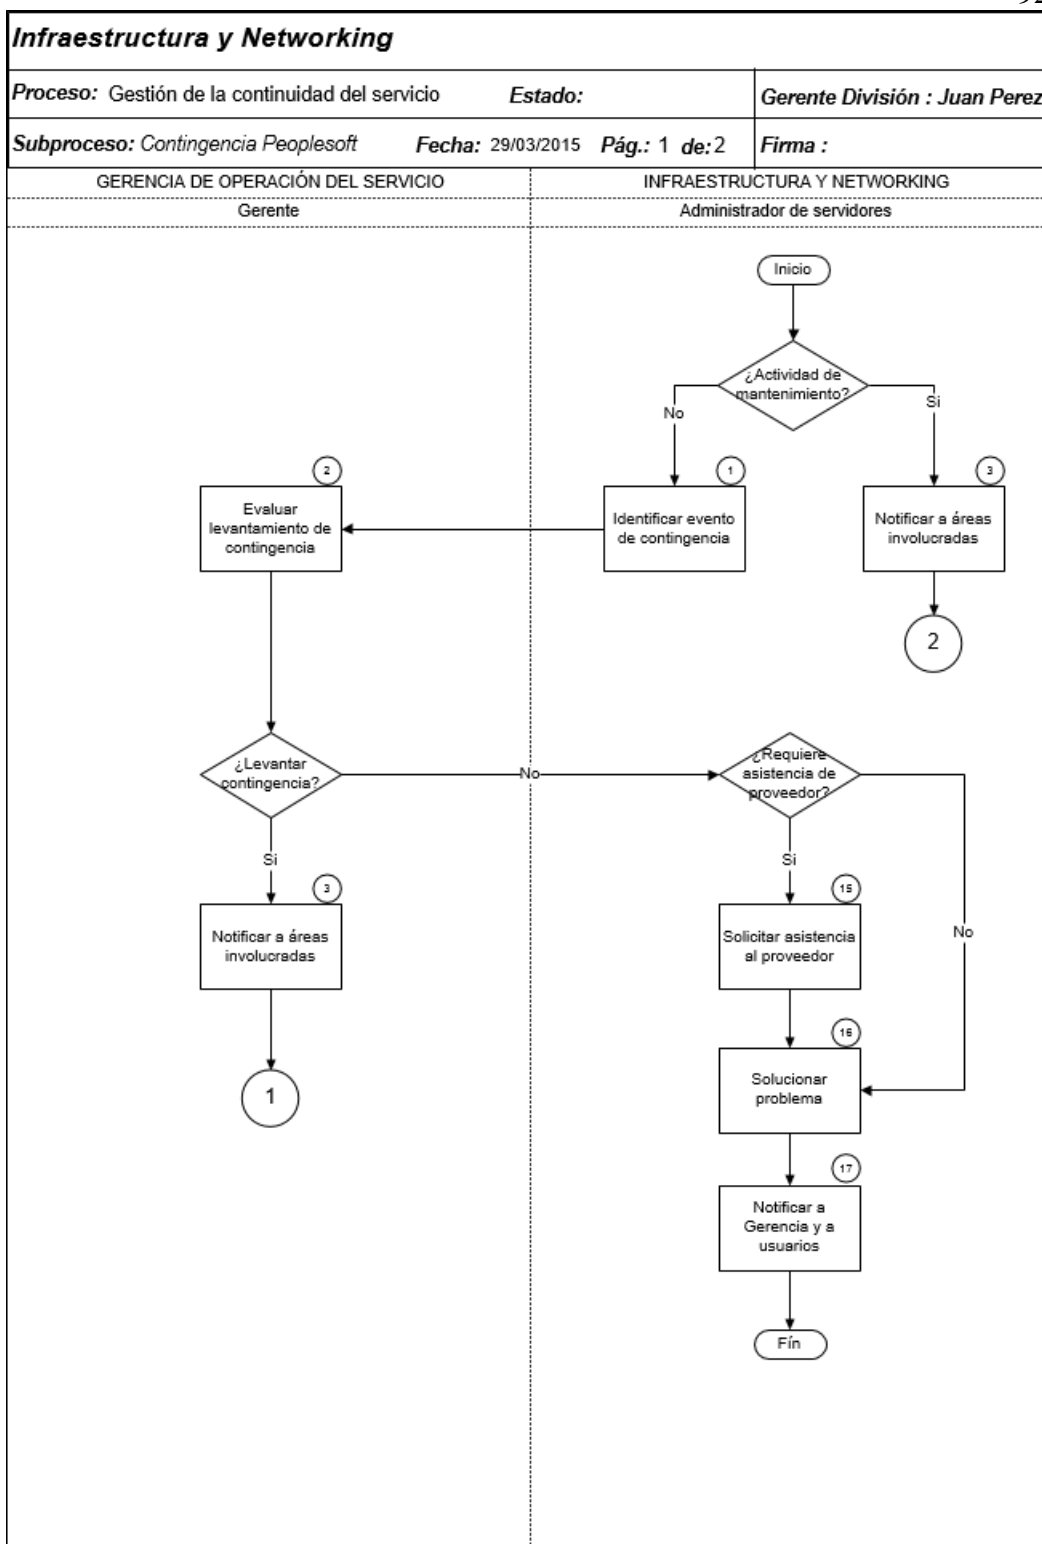 Infraestructura y Networking
Proceso: Gestión de la continuidad del servicio Estado: Gerente División : Juan Perez
Subproceso: Contingencia Peoplesoft Fecha: 29/03/2015 Pág.: 1 de: 2 Firma :
GERENCIA DE OPERACIÓN DEL SERVICIO INFRAESTRUCTURA Y NETWORKING
Gerente Administrador de servidores
Inicio
¿Actividad de
mantenimiento?
No
Si
2
1
3
Evaluar
levantamiento de
contingencia
Identificar evento
de contingencia
Notificar a áreas
involucradas
2
¿Levantar
contingencia?
No
¿Requiere
asistencia de
proveedor?
Si
Si
3
15
Notificar a áreas
involucradas
Solicitar asistencia
al proveedor
No
16
1
Solucionar
problema
17
Notificar a
Gerencia y a
usuarios
Fín